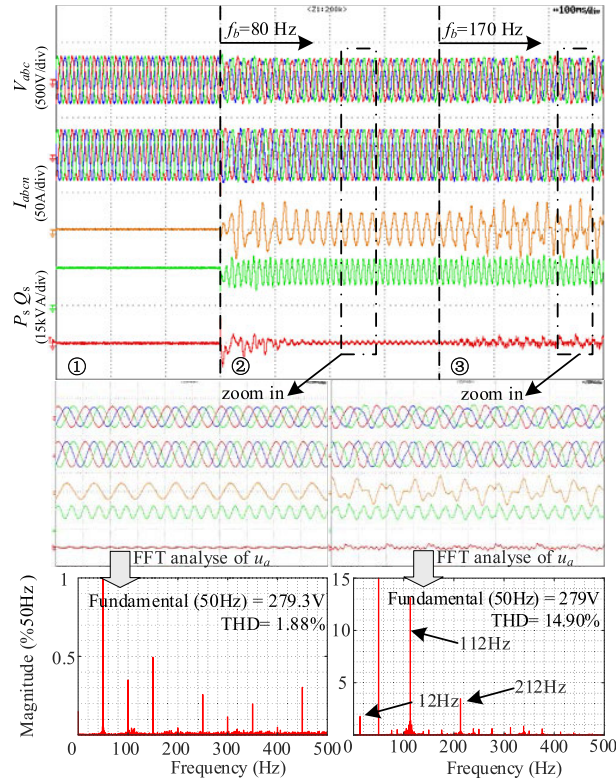 <Z1:200k>
100ms
f_b=80 Hz
f_b=170 Hz
V_abc
(500V/div)
I_abcn
(50A/div)
P_s Q_s
(15kVA/div)
①
②
③
zoom in
zoom in
FFT analyse of u_a
FFT analyse of u_a
Magnitude (%50Hz)
1
0.5
Fundamental (50Hz) = 279.3V
THD= 1.88%
0 100 200 300 400 500
Frequency (Hz)
15
10
5
Fundamental (50Hz) = 279V
THD= 14.90%
112Hz
212Hz
12Hz
0 100 200 300 400 500
Frequency (Hz)